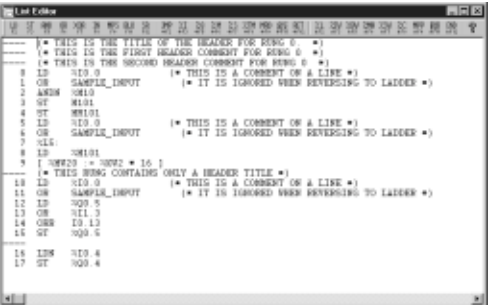 List Editor
---- (* THIS IS THE TITLE OF THE HEADER FOR RUNG 0. *)
---- (* THIS IS THE FIRST HEADER COMMENT FOR RUNG 0 *)
---- (* THIS IS THE SECOND HEADER COMMENT FOR RUNG 0 *)
0 LD %I0.0 (* THIS IS A COMMENT ON A LINE *)
1 OR SAMPLE_INPUT (* IT IS IGNORED WHEN REVERSING TO LADDER *)
2 ANDN %M10
3 ST M101
4 ST
5 LD %I0.0 (* THIS IS A COMMENT ON A LINE *)
6 OR SAMPLE_INPUT (* IT IS IGNORED WHEN REVERSING TO LADDER *)
7 %L5:
8 LD %M101
9 [ %MW20 := %KW2 * 16 ]
---- (* THIS RUNG CONTAINS ONLY A HEADER TITLE *)
10 LD %I0.0 (* THIS IS A COMMENT ON A LINE *)
11 OR SAMPLE_INPUT (* IT IS IGNORED WHEN REVERSING TO LADDER *)
12 LD %Q0.5
13 OR %I1.3
14 ORR I0.13
15 ST %Q0.5
----
16 LDN %I0.4
17 ST %Q0.4